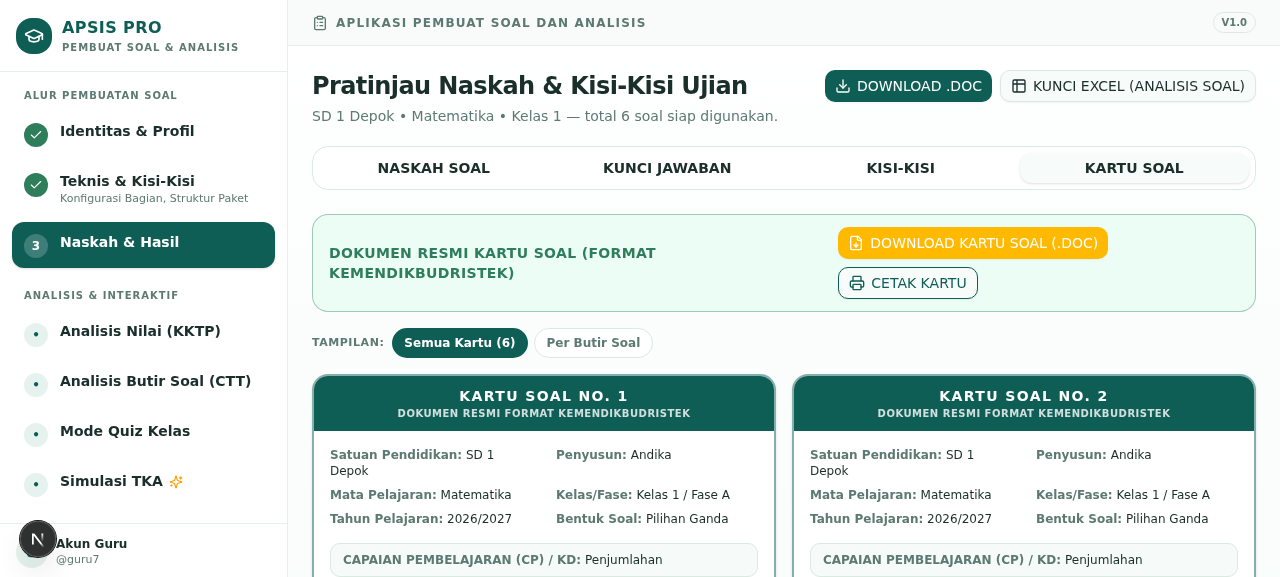 APSIS PRO
PEMBUAT SOAL & ANALISIS
ALUR PEMBUATAN SOAL
Identitas & Profil
Teknis & Kisi-Kisi
Konfigurasi Bagian, Struktur Paket
3
Naskah & Hasil
ANALISIS & INTERAKTIF
Analisis Nilai (KKTP)
Analisis Butir Soal (CTT)
Mode Quiz Kelas
Simulasi TKA
N
Akun Guru
@guru7
APLIKASI PEMBUAT SOAL DAN ANALISIS
V1.0
Pratinjau Naskah & Kisi-Kisi Ujian
SD 1 Depok • Matematika • Kelas 1 — total 6 soal siap digunakan.
DOWNLOAD .DOC
KUNCI EXCEL (ANALISIS SOAL)
NASKAH SOAL
KUNCI JAWABAN
KISI-KISI
KARTU SOAL
DOKUMEN RESMI KARTU SOAL (FORMAT
KEMENDIKBUDRISTEK)
DOWNLOAD KARTU SOAL (.DOC)
CETAK KARTU
TAMPILAN:
Semua Kartu (6)
Per Butir Soal
KARTU SOAL NO. 1
DOKUMEN RESMI FORMAT KEMENDIKBUDRISTEK
Satuan Pendidikan: SD 1
Depok
Penyusun: Andika
Mata Pelajaran: Matematika
Kelas/Fase: Kelas 1 / Fase A
Tahun Pelajaran: 2026/2027
Bentuk Soal: Pilihan Ganda
CAPAIAN PEMBELAJARAN (CP) / KD: Penjumlahan
KARTU SOAL NO. 2
DOKUMEN RESMI FORMAT KEMENDIKBUDRISTEK
Satuan Pendidikan: SD 1
Depok
Penyusun: Andika
Mata Pelajaran: Matematika
Kelas/Fase: Kelas 1 / Fase A
Tahun Pelajaran: 2026/2027
Bentuk Soal: Pilihan Ganda
CAPAIAN PEMBELAJARAN (CP) / KD: Penjumlahan